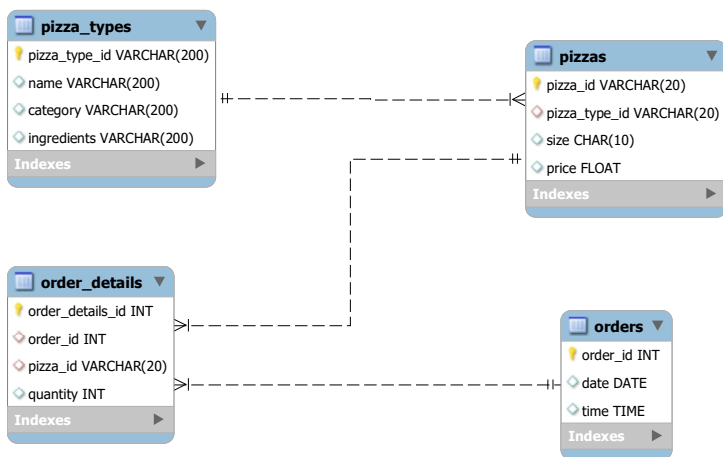 pizza_types
pizza_type_id VARCHAR(200)
name VARCHAR(200)
category VARCHAR(200)
ingredients VARCHAR(200)
Indexes
pizzas
pizza_id VARCHAR(20)
pizza_type_id VARCHAR(20)
size CHAR(10)
price FLOAT
Indexes
order_details
order_details_id INT
order_id INT
pizza_id VARCHAR(20)
quantity INT
Indexes
orders
order_id INT
date DATE
time TIME
Indexes